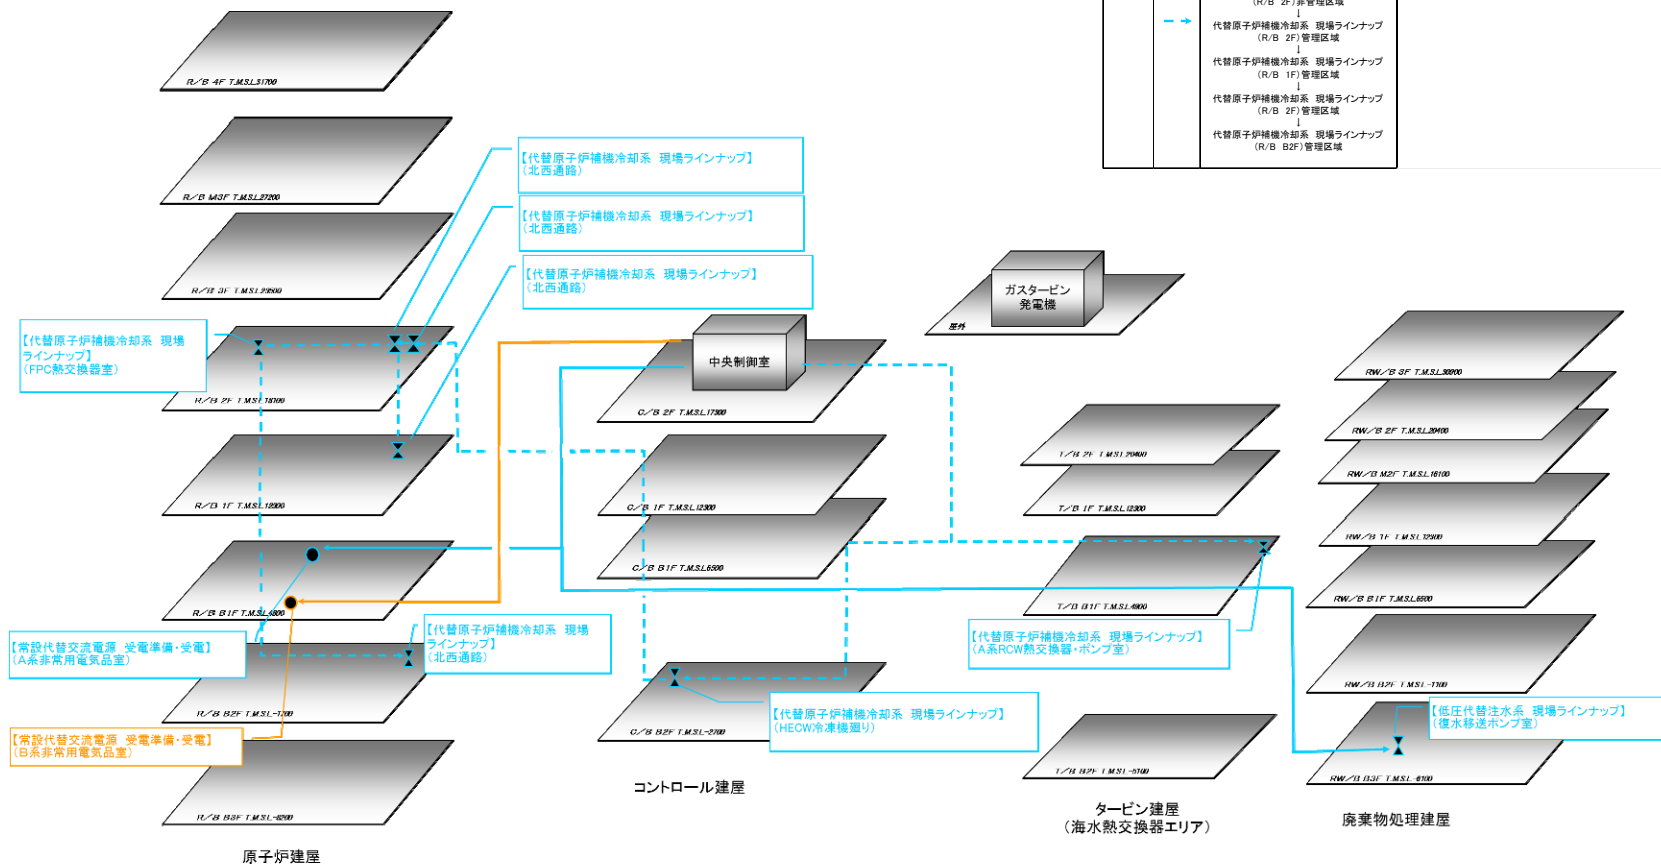 (R/B 2F)非管理区域
↓
代替原子炉補機冷却系 現場ラインナップ
(R/B 2F)管理区域
↓
代替原子炉補機冷却系 現場ラインナップ
(R/B 1F)管理区域
↓
代替原子炉補機冷却系 現場ラインナップ
(R/B 2F)管理区域
↓
代替原子炉補機冷却系 現場ラインナップ
(R/B B2F)管理区域
R/B 4F T.M.S.L.31700
R/B M3F T.M.S.L.27200
R/B 3F T.M.S.L.23500
R/B 2F T.M.S.L.18100
R/B 1F T.M.S.L.12300
R/B B1F T.M.S.L.4800
R/B B2F T.M.S.L.-1700
R/B B3F T.M.S.L.-8200
原子炉建屋
【代替原子炉補機冷却系 現場ラインナップ】
(北西通路)
【代替原子炉補機冷却系 現場ラインナップ】
(北西通路)
【代替原子炉補機冷却系 現場ラインナップ】
(北西通路)
【代替原子炉補機冷却系 現場
ラインナップ】
(FPC熱交換器室)
【常設代替交流電源 受電準備・受電】
(A系非常用電気品室)
【代替原子炉補機冷却系 現場
ラインナップ】
(北西通路)
【常設代替交流電源 受電準備・受電】
(B系非常用電気品室)
中央制御室
C/B 2F T.M.S.L.17300
C/B 1F T.M.S.L.12300
C/B B1F T.M.S.L.6500
C/B B2F T.M.S.L.-2700
【代替原子炉補機冷却系 現場ラインナップ】
(HECW冷凍機廻り)
コントロール建屋
ガスタービン
発電機
屋外
T/B 2F T.M.S.L.20400
T/B 1F T.M.S.L.12300
T/B B1F T.M.S.L.4900
【代替原子炉補機冷却系 現場ラインナップ】
(A系RCW熱交換器・ポンプ室)
T/B B2F T.M.S.L.-5100
タービン建屋
(海水熱交換器エリア)
RW/B 3F T.M.S.L.30900
RW/B 2F T.M.S.L.20400
RW/B M2F T.M.S.L.16100
RW/B 1F T.M.S.L.12300
RW/B B1F T.M.S.L.6500
RW/B B2F T.M.S.L.-1100
【低圧代替注水系 現場ラインナップ】
(復水移送ポンプ室)
RW/B B3F T.M.S.L.-6100
廃棄物処理建屋